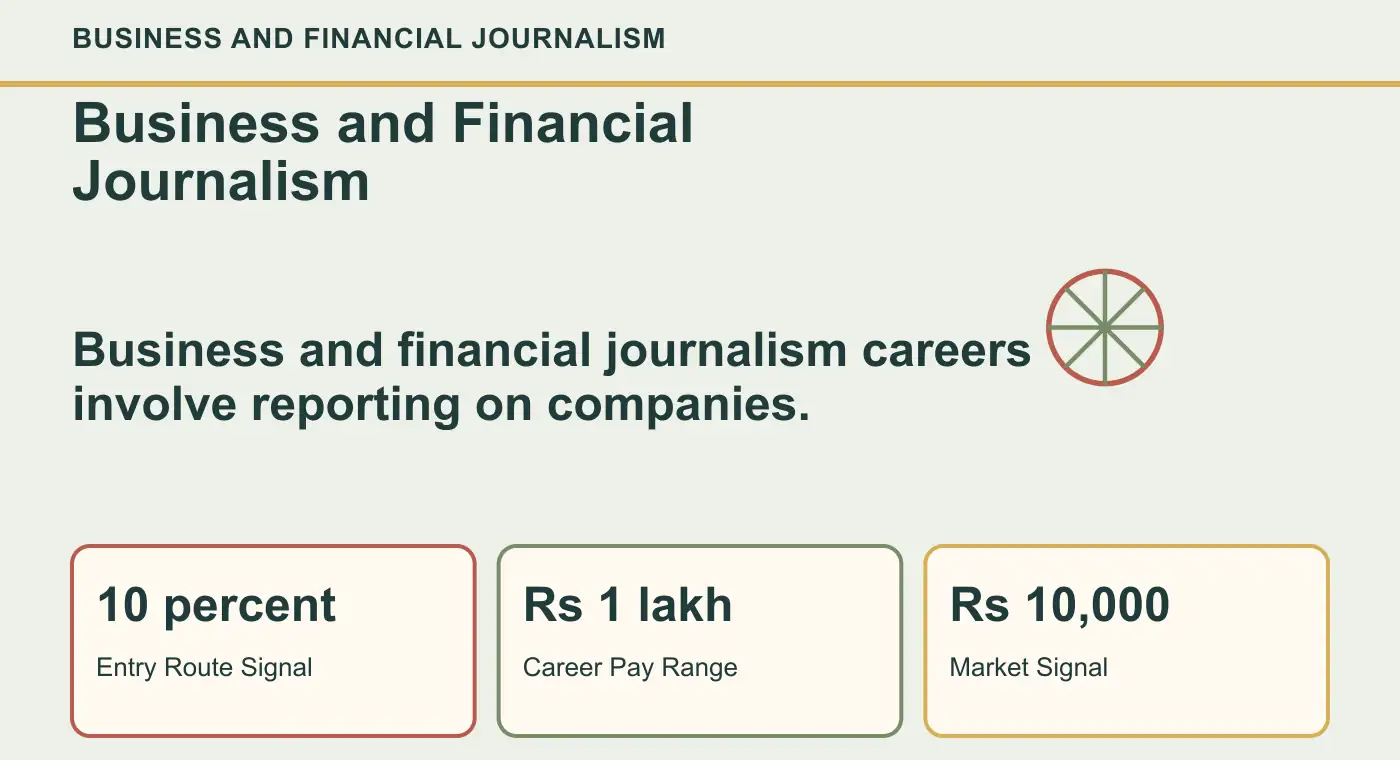 BUSINESS AND FINANCIAL JOURNALISM
Business and Financial
Journalism
Business and financial journalism careers
involve reporting on companies.
10 percent
Entry Route Signal
Rs 1 lakh
Career Pay Range
Rs 10,000
Market Signal